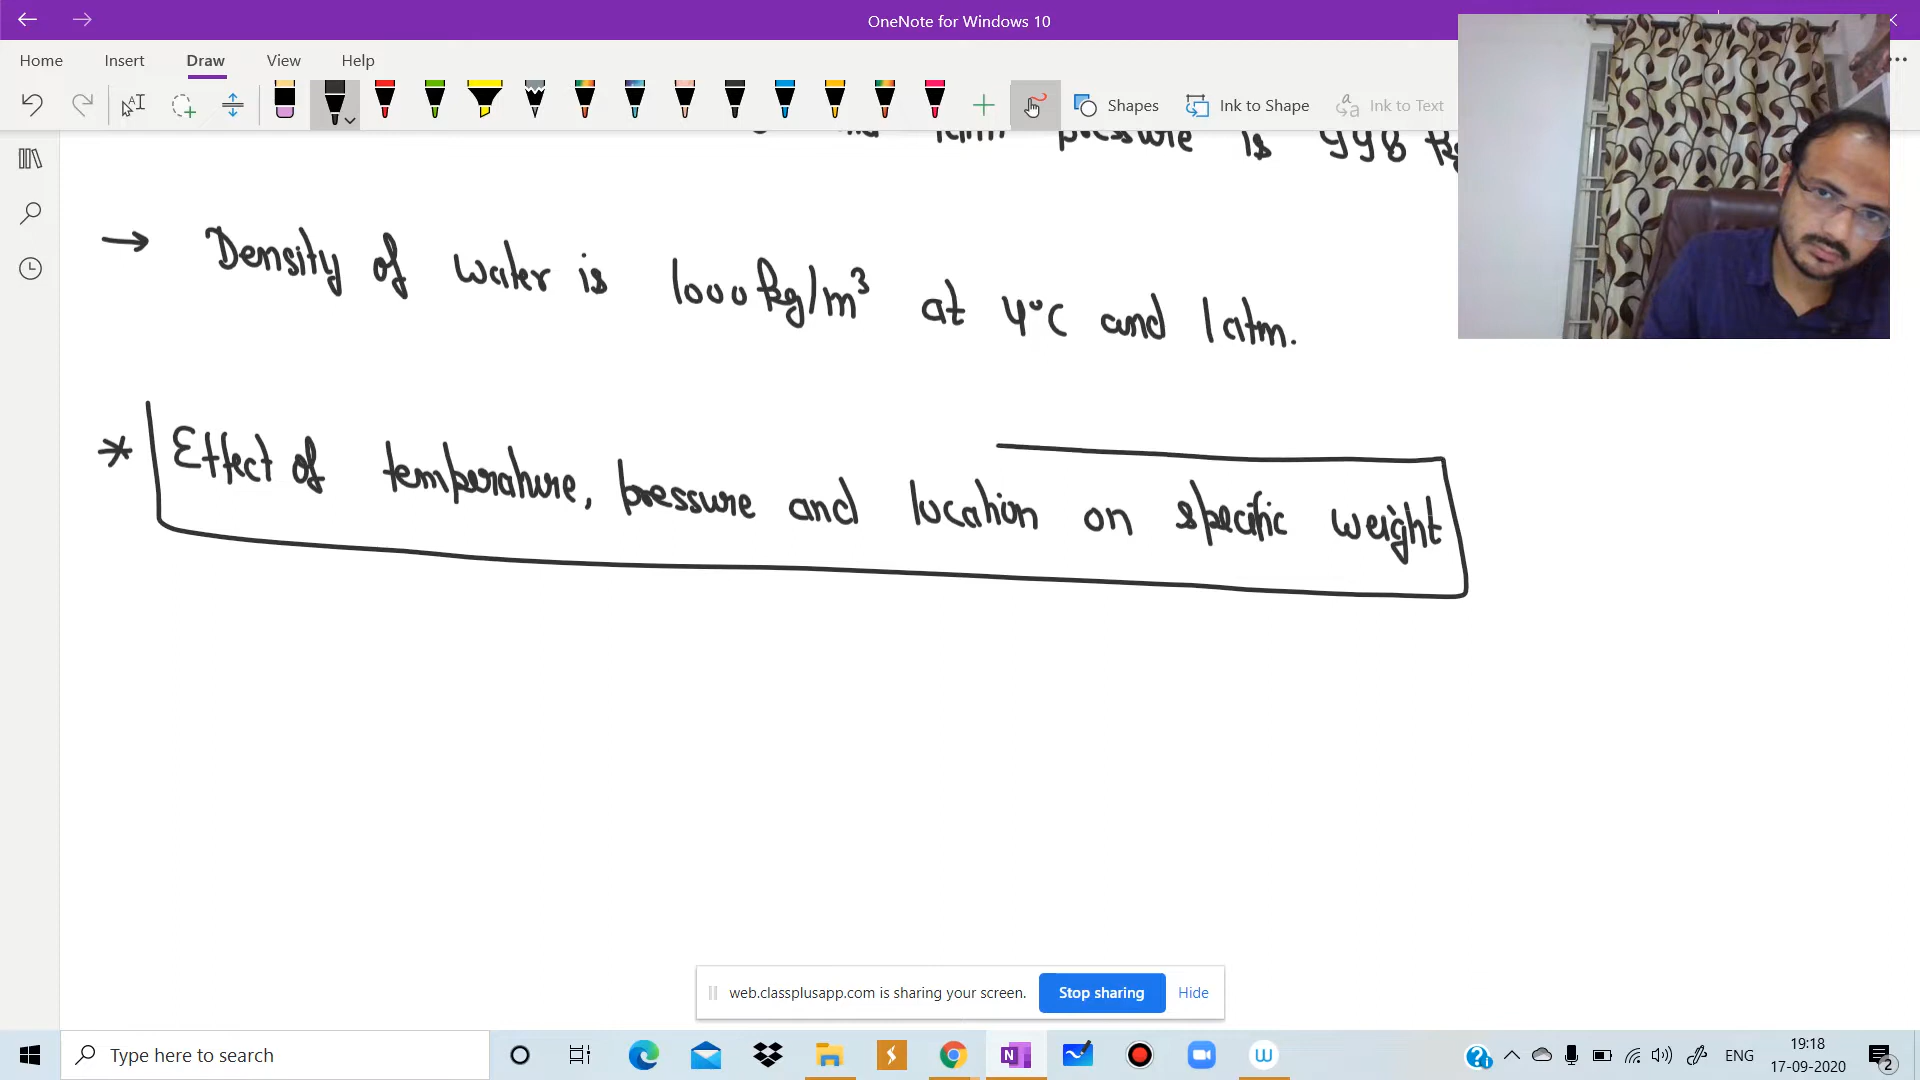 OneNote for Windows 10
Home Insert Draw View Help
Shapes Ink to Shape Ink to Text
pressure is 998 kg
→ Density of water is 1000 kg/m³ at 4°C and 1atm.
* Effect of temperature, pressure and location on specific weight
web.classplusapp.com is sharing your screen. Stop sharing Hide
Type here to search
ENG
19:18
17-09-2020
2